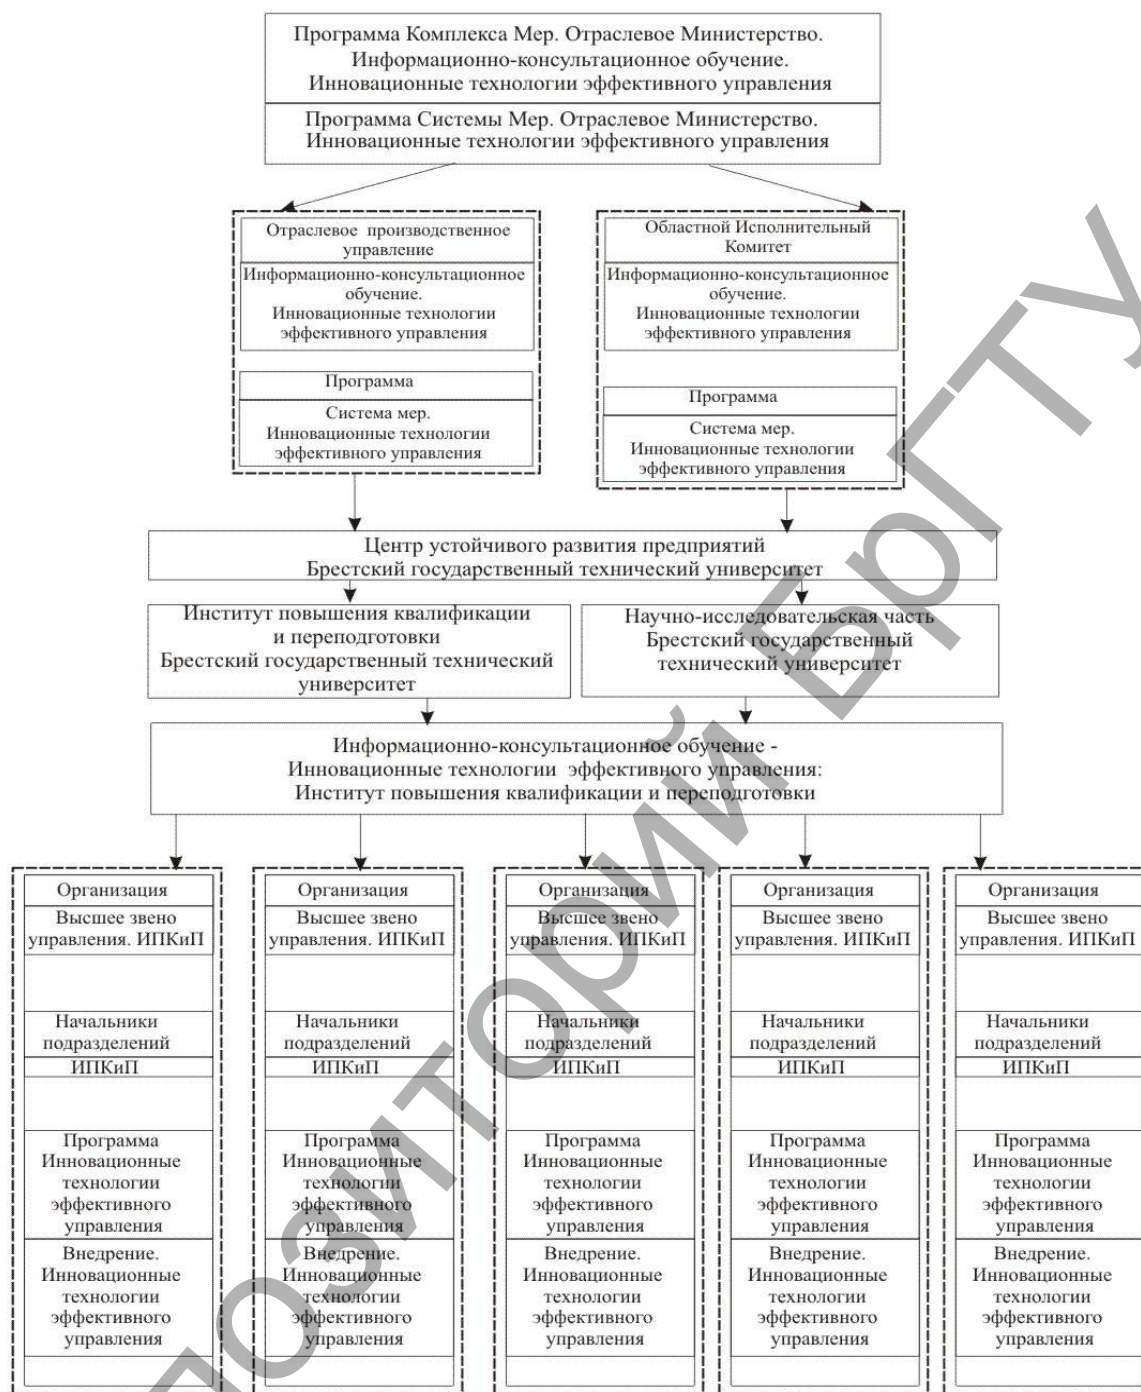 Программа Комплекса Мер. Отраслевое Министерство.
Информационно-консультационное обучение.
Инновационные технологии эффективного управления
Программа Системы Мер. Отраслевое Министерство.
Инновационные технологии эффективного управления
Отраслевое производственное
управление
Информационно-консультационное
обучение.
Инновационные технологии
эффективного управления
Программа
Система мер.
Инновационные технологии
эффективного управления
Областной Исполнительный
Комитет
Информационно-консультационное
обучение.
Инновационные технологии
эффективного управления
Программа
Система мер.
Инновационные технологии
эффективного управления
Центр устойчивого развития предприятий
Брестский государственный технический университет
Институт повышения квалификации
и переподготовки
Брестский государственный технический
университет
Научно-исследовательская часть
Брестский государственный
технический университет
Информационно-консультационное обучение -
Инновационные технологии эффективного управления:
Институт повышения квалификации и переподготовки
Организация
Высшее звено
управления. ИПКиП
Начальники
подразделений
ИПКиП
Программа
Инновационные
технологии
эффективного
управления
Внедрение.
Инновационные
технологии
эффективного
управления
Организация
Высшее звено
управления. ИПКиП
Начальники
подразделений
ИПКиП
Программа
Инновационные
технологии
эффективного
управления
Внедрение.
Инновационные
технологии
эффективного
управления
Организация
Высшее звено
управления. ИПКиП
Начальники
подразделений
ИПКиП
Программа
Инновационные
технологии
эффективного
управления
Внедрение.
Инновационные
технологии
эффективного
управления
Организация
Высшее звено
управления. ИПКиП
Начальники
подразделений
ИПКиП
Программа
Инновационные
технологии
эффективного
управления
Внедрение.
Инновационные
технологии
эффективного
управления
Организация
Высшее звено
управления. ИПКиП
Начальники
подразделений
ИПКиП
Программа
Инновационные
технологии
эффективного
управления
Внедрение.
Инновационные
технологии
эффективного
управления
позиторий БрГТУ